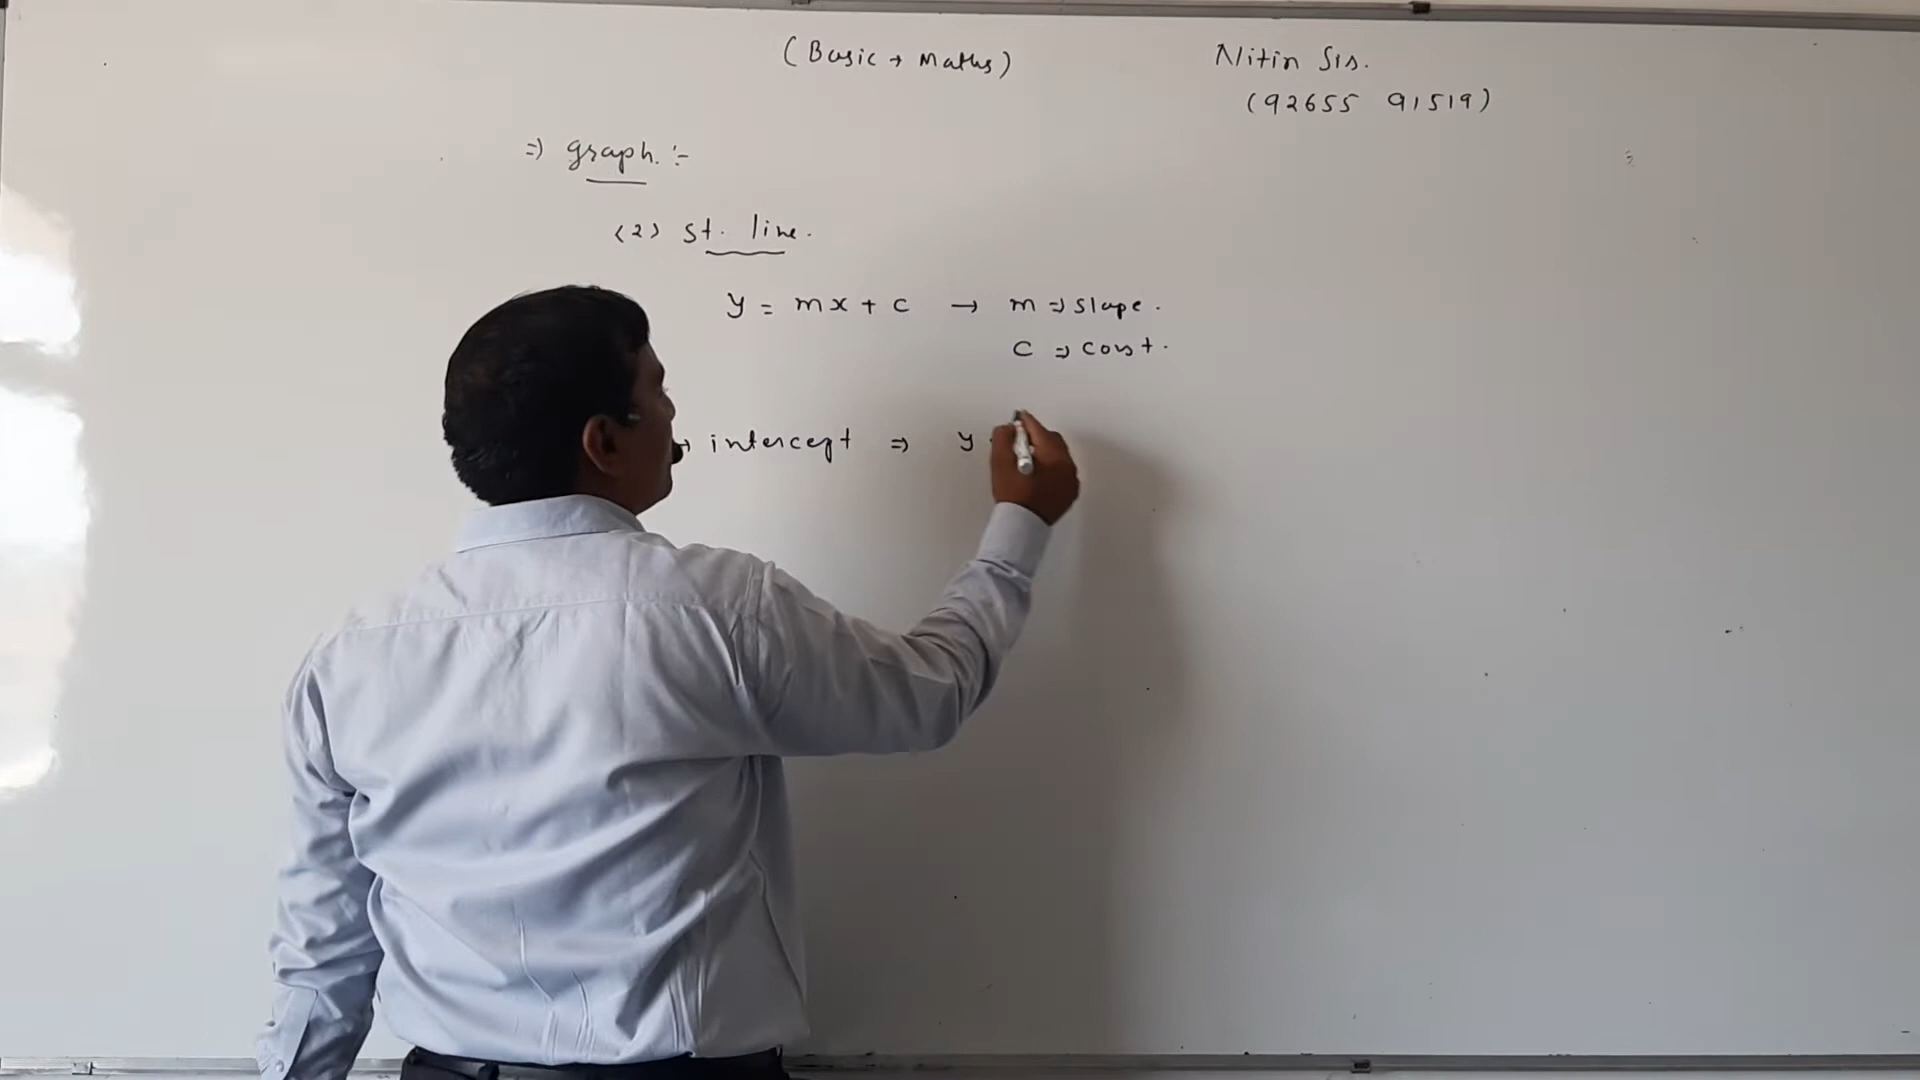 (Basic → Maths)
Nitin Sir.
(92655 91519)
⇒ graph :-
(2) st. line.
y = mx + c → m ⇒ slope.
c ⇒ const.
→ intercept ⇒ y